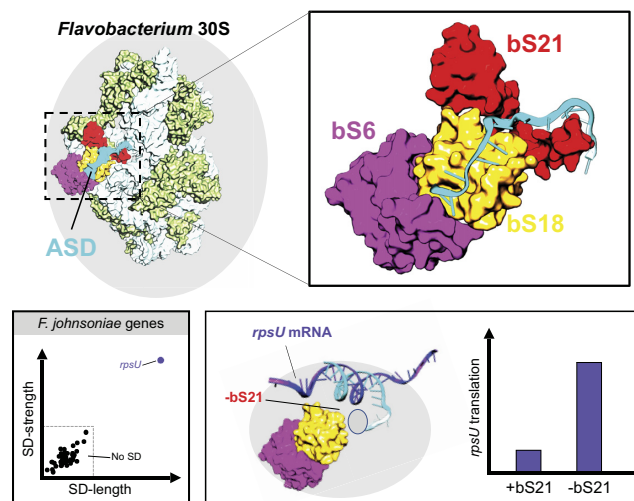 Flavobacterium 30S
ASD
bS21
bS6
bS18
F. johnsoniae genes
rpsU
No SD
SD-strength
SD-length
rpsU mRNA
-bS21
rpsU translation
+bS21
-bS21